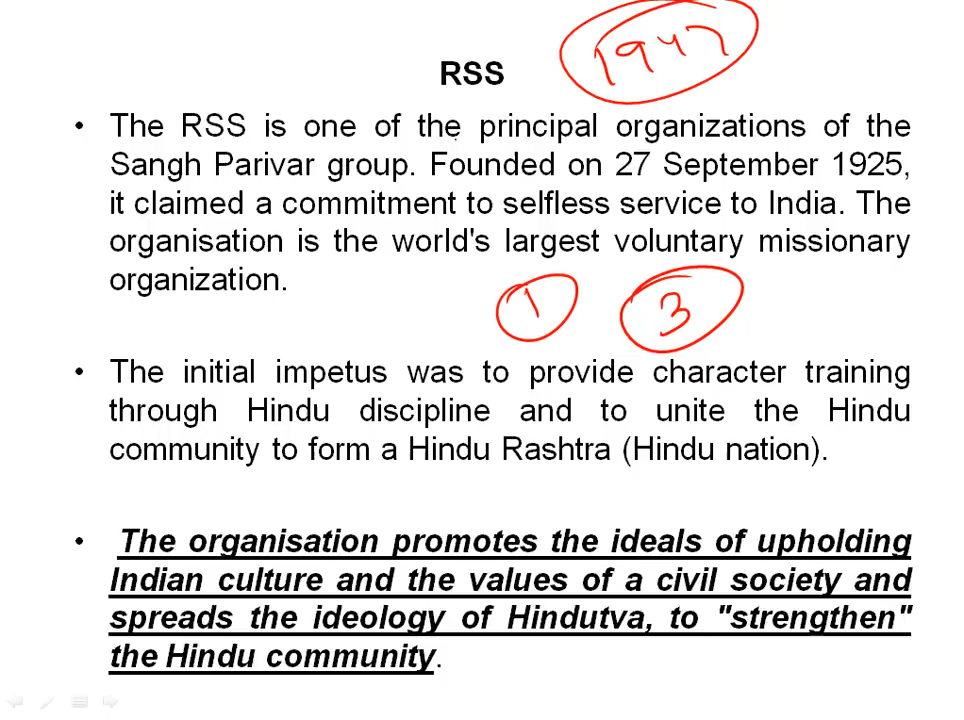 1947
RSS
• The RSS is one of the principal organizations of the
Sangh Parivar group. Founded on 27 September 1925,
it claimed a commitment to selfless service to India. The
organisation is the world's largest voluntary missionary
organization.
1 3
• The initial impetus was to provide character training
through Hindu discipline and to unite the Hindu
community to form a Hindu Rashtra (Hindu nation).
• The organisation promotes the ideals of upholding
Indian culture and the values of a civil society and
spreads the ideology of Hindutva, to "strengthen"
the Hindu community.